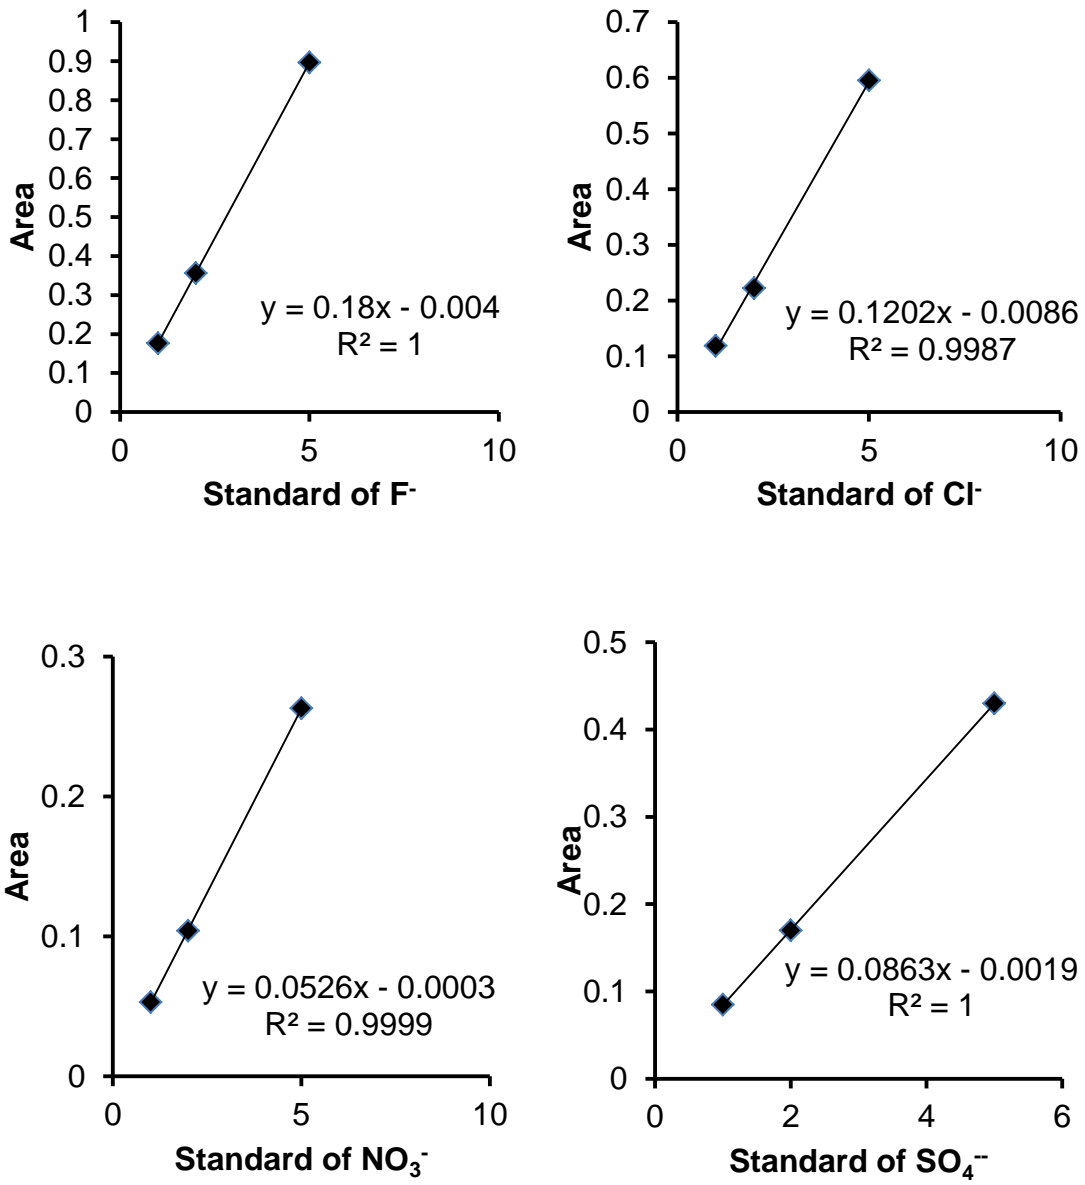 1
0.9
0.8
0.7
0.6
0.5
0.4
0.3
0.2
0.1
0
Area
y = 0.18x - 0.004
R² = 1
0 5 10
Standard of F⁻
0.7
0.6
0.5
0.4
0.3
0.2
0.1
0
Area
y = 0.1202x - 0.0086
R² = 0.9987
0 5 10
Standard of Cl⁻
0.3
0.2
0.1
0
Area
y = 0.0526x - 0.0003
R² = 0.9999
0 5 10
Standard of NO₃⁻
0.5
0.4
0.3
0.2
0.1
0
Area
y = 0.0863x - 0.0019
R² = 1
0 2 4 6
Standard of SO₄⁻⁻